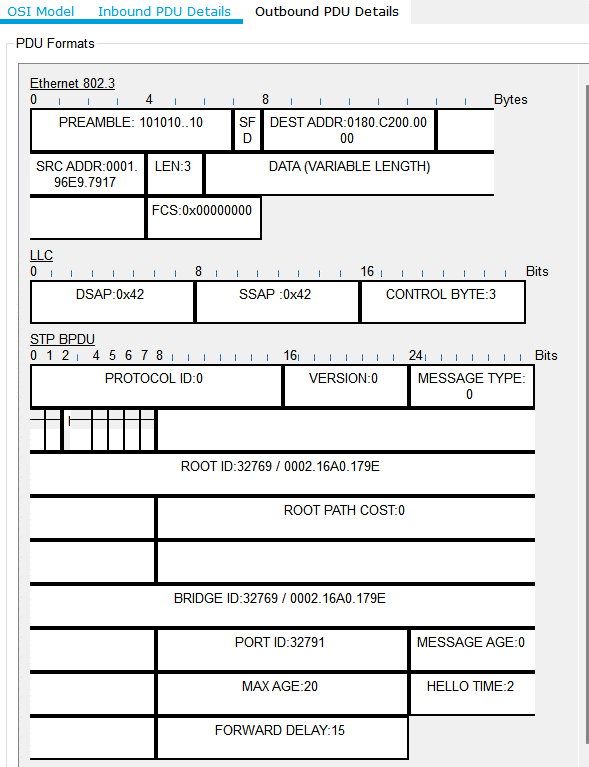 OSI Model Inbound PDU Details Outbound PDU Details
PDU Formats
Ethernet 802.3
0 4 8 Bytes
PREAMBLE: 101010..10 SF
D DEST ADDR:0180.C200.00
00
SRC ADDR:0001.
96E9.7917 LEN:3 DATA (VARIABLE LENGTH)
FCS:0x00000000
LLC
0 8 16 Bits
DSAP:0x42 SSAP :0x42 CONTROL BYTE:3
STP BPDU
0 1 2 4 5 6 7 8 16 24 Bits
PROTOCOL ID:0 VERSION:0 MESSAGE TYPE:
0
ROOT ID:32769 / 0002.16A0.179E
ROOT PATH COST:0
BRIDGE ID:32769 / 0002.16A0.179E
PORT ID:32791 MESSAGE AGE:0
MAX AGE:20 HELLO TIME:2
FORWARD DELAY:15